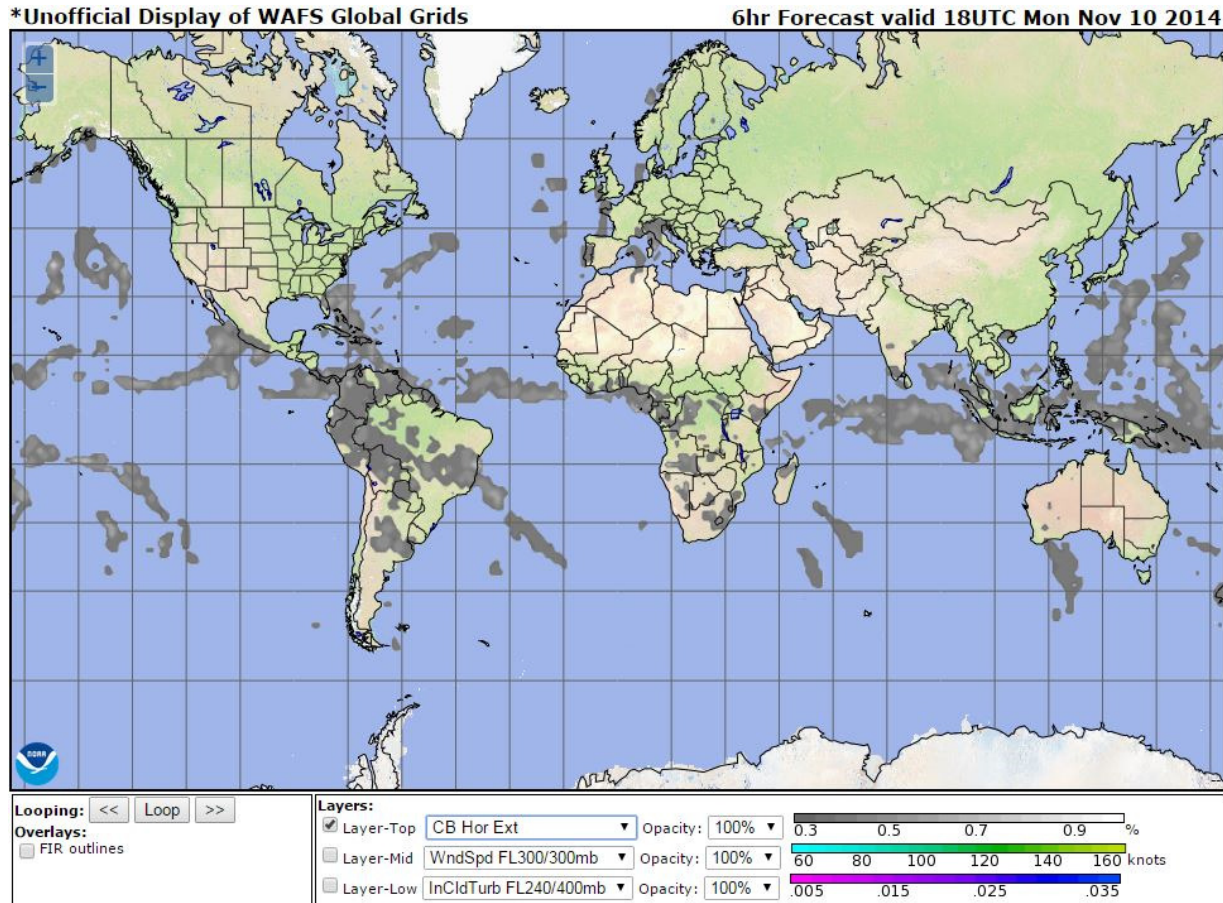 *Unofficial Display of WAFS Global Grids 6hr Forecast valid 18UTC Mon Nov 10 2014
NOAA
Looping: << Loop >>
Overlays:
FIR outlines
Layers:
Layer-Top CB Hor Ext Opacity: 100%
0.3 0.5 0.7 0.9 %
Layer-Mid WndSpd FL300/300mb Opacity: 100%
60 80 100 120 140 160 knots
Layer-Low InCldTurb FL240/400mb Opacity: 100%
.005 .015 .025 .035